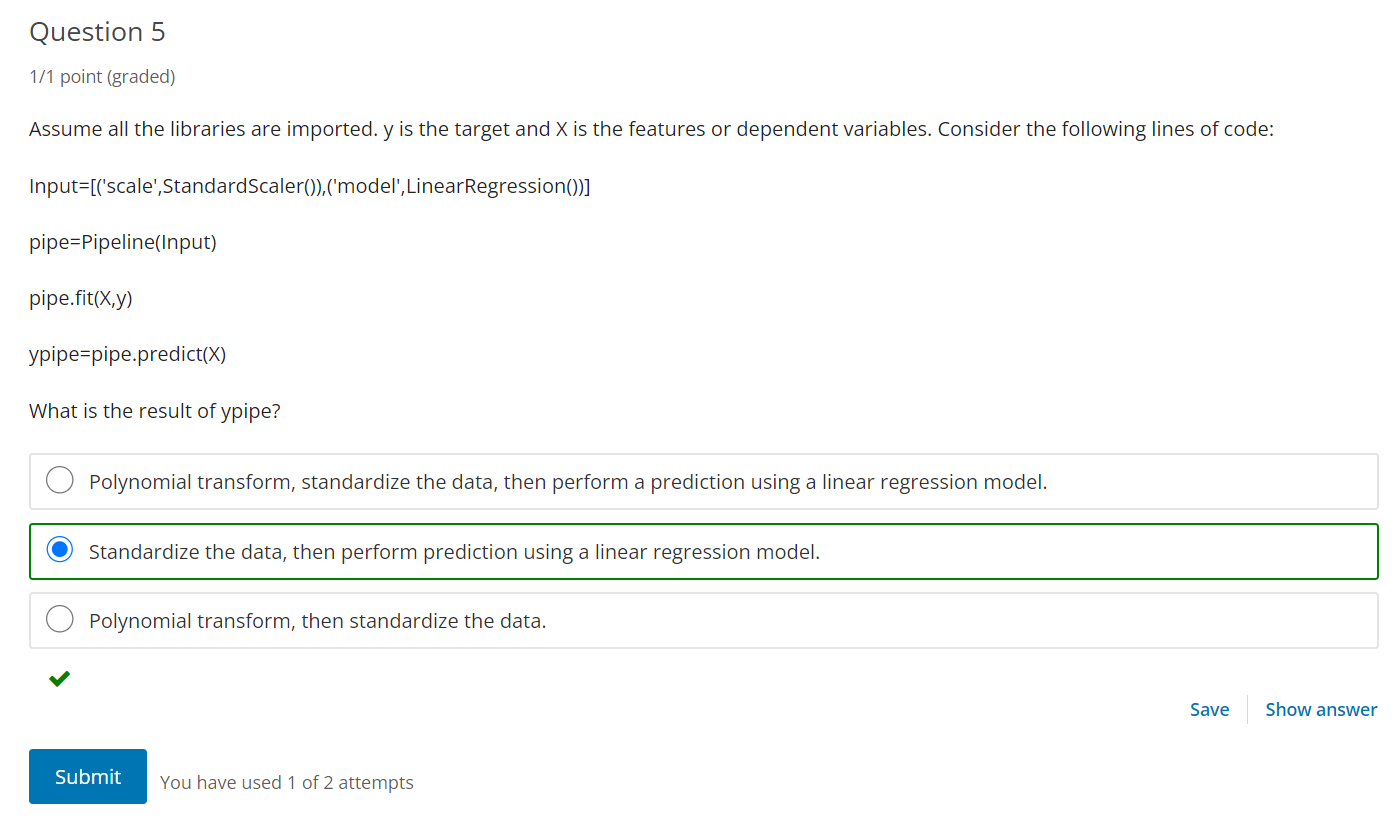 Question 5
1/1 point (graded)
Assume all the libraries are imported. y is the target and X is the features or dependent variables. Consider the following lines of code:
Input=[('scale',StandardScaler()),('model',LinearRegression())]
pipe=Pipeline(Input)
pipe.fit(X,y)
ypipe=pipe.predict(X)
What is the result of ypipe?
Polynomial transform, standardize the data, then perform a prediction using a linear regression model.
Standardize the data, then perform prediction using a linear regression model.
Polynomial transform, then standardize the data.
Save
Show answer
Submit
You have used 1 of 2 attempts